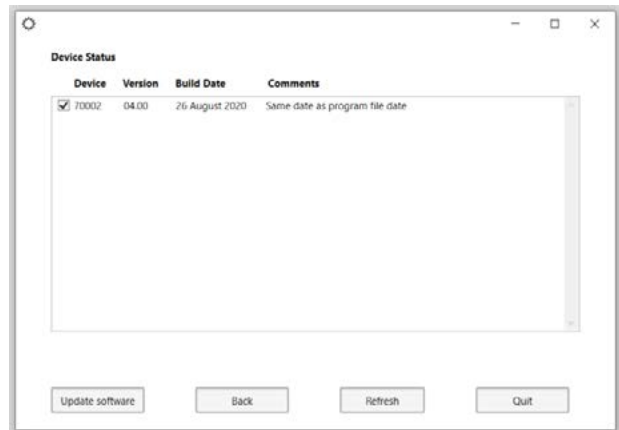 Device Status
Device Version Build Date Comments
70002 04.00 26 August 2020 Same date as program file date
Update software Back Refresh Quit